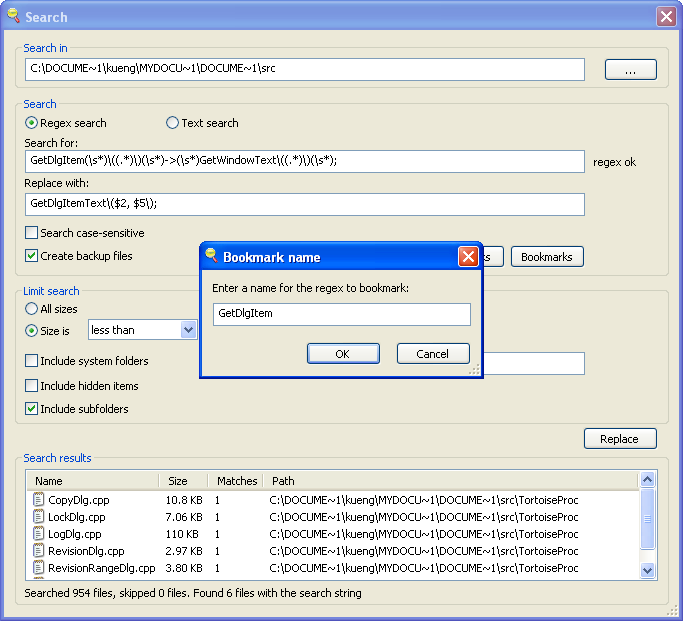 Search
Search in
C:\DOCUME~1\kueng\MYDOCU~1\DOCUME~1\src
...
Search
Regex search
Text search
Search for:
GetDlgItem(\s*)\((.*)\)(\s*)->(\s*)GetWindowText\((.*)\)(\s*);
regex ok
Replace with:
GetDlgItemText\($2, $5\);
Search case-sensitive
Create backup files
Bookmarks
Bookmark name
Enter a name for the regex to bookmark:
GetDlgItem
OK Cancel
Limit search
All sizes
Size is less than
Include system folders
Include hidden items
Include subfolders
Replace
Search results
Name Size Matches Path
CopyDlg.cpp 10.8 KB 1 C:\DOCUME~1\kueng\MYDOCU~1\DOCUME~1\src\TortoiseProc
LockDlg.cpp 7.06 KB 1 C:\DOCUME~1\kueng\MYDOCU~1\DOCUME~1\src\TortoiseProc
LogDlg.cpp 110 KB 1 C:\DOCUME~1\kueng\MYDOCU~1\DOCUME~1\src\TortoiseProc
RevisionDlg.cpp 2.97 KB 1 C:\DOCUME~1\kueng\MYDOCU~1\DOCUME~1\src\TortoiseProc
RevisionRangeDlg.cpp 3.80 KB 1 C:\DOCUME~1\kueng\MYDOCU~1\DOCUME~1\src\TortoiseProc
Searched 954 files, skipped 0 files. Found 6 files with the search string